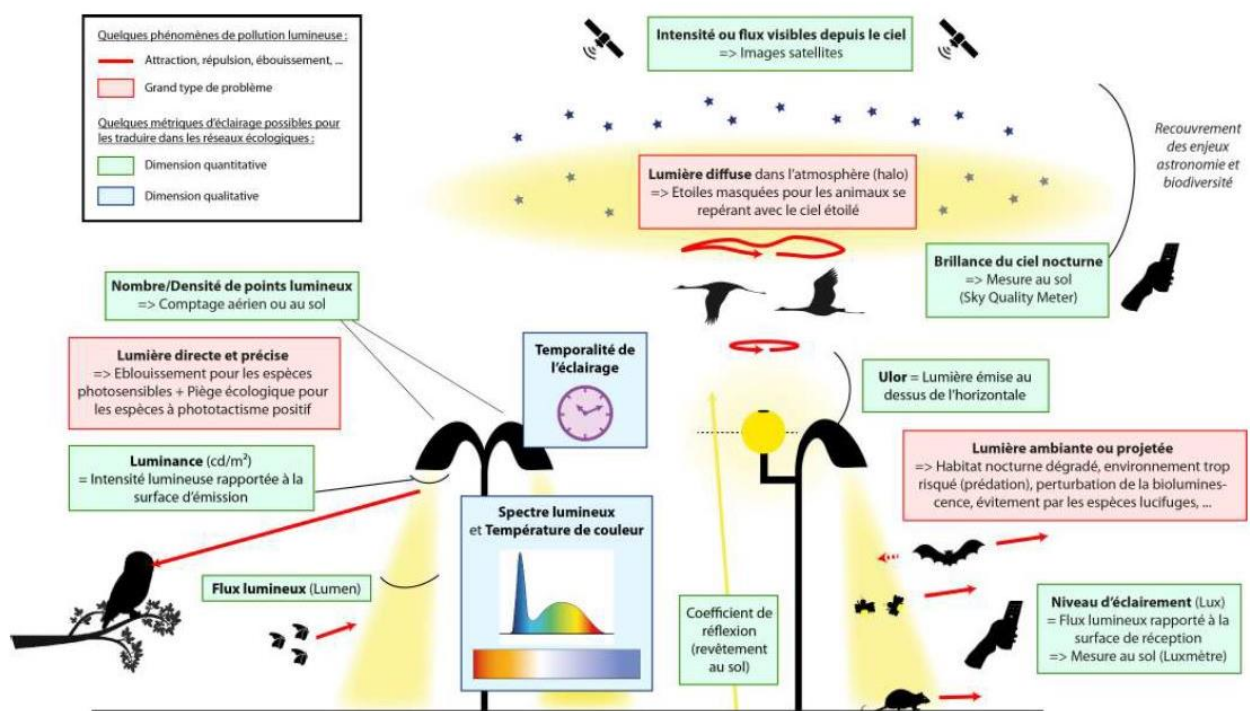 Quelques phénomènes de pollution lumineuse :
Attraction, répulsion, ébouissement, ...
Grand type de problème
Quelques métriques d'éclairage possibles pour
les traduire dans les réseaux écologiques :
Dimension quantitative
Dimension qualitative
Intensité ou flux visibles depuis le ciel
=> Images satellites
Recouvrement
des enjeux
astronomie et
biodiversité
Lumière diffuse dans l'atmosphère (halo)
=> Etoiles masquées pour les animaux se
repérant avec le ciel étoilé
Brillance du ciel nocturne
=> Mesure au sol
(Sky Quality Meter)
Nombre/Densité de points lumineux
=> Comptage aérien ou au sol
Lumière directe et précise
=> Eblouissement pour les espèces
photosensibles + Piège écologique pour
les espèces à phototactisme positif
Temporalité de
l'éclairage
Ulor = Lumière émise au
dessus de l'horizontale
Luminance (cd/m²)
= Intensité lumineuse rapportée à la
surface d'émission
Lumière ambiante ou projetée
=> Habitat nocturne dégradé, environnement trop
risqué (prédation), perturbation de la biolumines-
cence, évitement par les espèces lucifuges, ...
Spectre lumineux
et Température de couleur
Flux lumineux (Lumen)
Coefficient de
réflexion
(revêtement
au sol)
Niveau d'éclairement (Lux)
= Flux lumineux rapporté à la
surface de réception
=> Mesure au sol (Luxmètre)